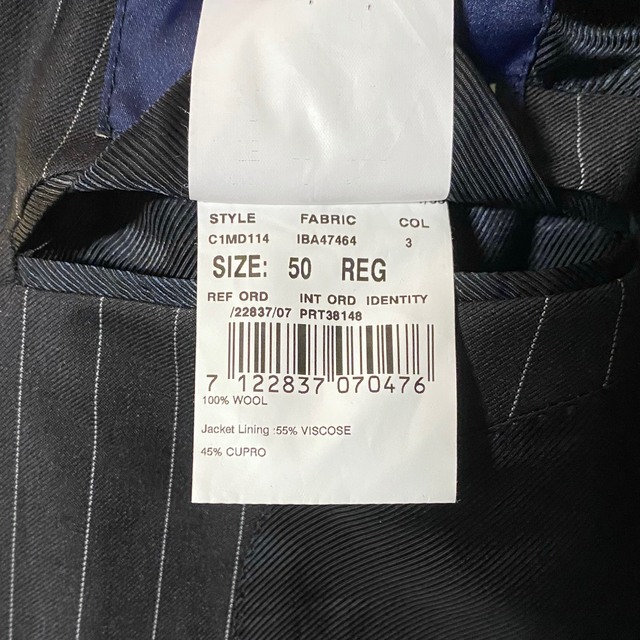 STYLE FABRIC COL
C1MD114 IBA47464 3
SIZE: 50 REG
REF ORD INT ORD IDENTITY
/22837/07 PRT38148
7 122837 070476
100% WOOL
Jacket Lining :55% VISCOSE
45% CUPRO